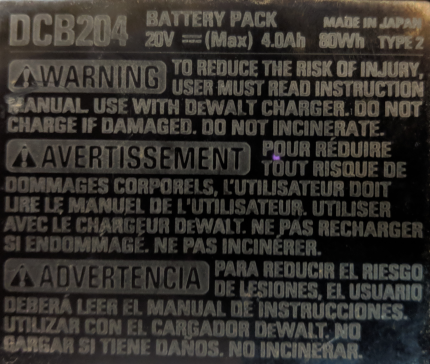 DCB204 BATTERY PACK MADE IN JAPAN
20V ⎓ (Max) 4.0Ah 80Wh TYPE 2
⚠WARNING TO REDUCE THE RISK OF INJURY,
USER MUST READ INSTRUCTION
MANUAL. USE WITH DEWALT CHARGER. DO NOT
CHARGE IF DAMAGED. DO NOT INCINERATE.
⚠AVERTISSEMENT POUR RÉDUIRE
TOUT RISQUE DE
DOMMAGES CORPORELS, L'UTILISATEUR DOIT
LIRE LE MANUEL DE L'UTILISATEUR. UTILISER
AVEC LE CHARGEUR DEWALT. NE PAS RECHARGER
SI ENDOMMAGÉ. NE PAS INCINÉRER.
⚠ADVERTENCIA PARA REDUCIR EL RIESGO
DE LESIONES, EL USUARIO
DEBERÁ LEER EL MANUAL DE INSTRUCCIONES.
UTILIZAR CON EL CARGADOR DEWALT. NO
CARGAR SI TIENE DAÑOS. NO INCINERAR.